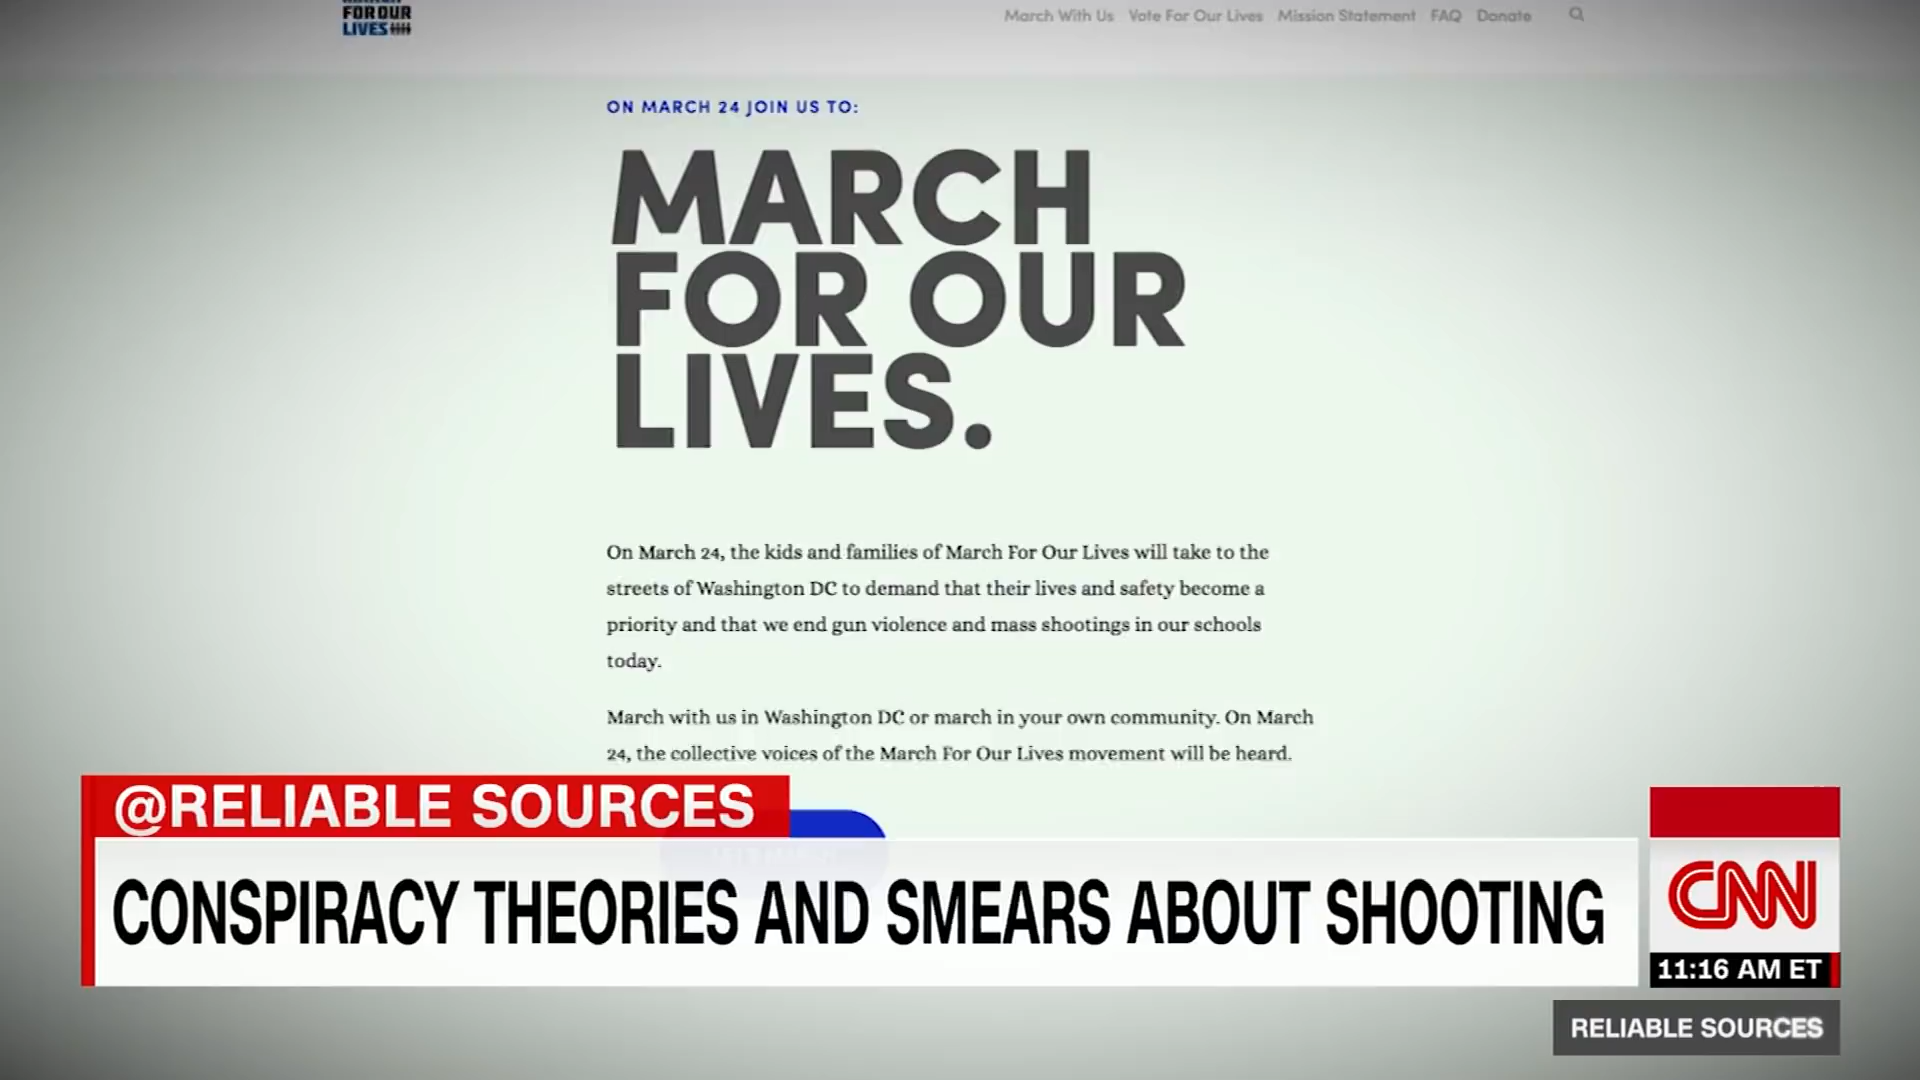 FOR OUR
LIVES
March With Us Vote For Our Lives Mission Statement FAQ Donate
ON MARCH 24 JOIN US TO:
MARCH
FOR OUR
LIVES.
On March 24, the kids and families of March For Our Lives will take to the
streets of Washington DC to demand that their lives and safety become a
priority and that we end gun violence and mass shootings in our schools
today.
March with us in Washington DC or march in your own community. On March
24, the collective voices of the March For Our Lives movement will be heard.
@RELIABLE SOURCES
CONSPIRACY THEORIES AND SMEARS ABOUT SHOOTING
CNN
11:16 AM ET
RELIABLE SOURCES